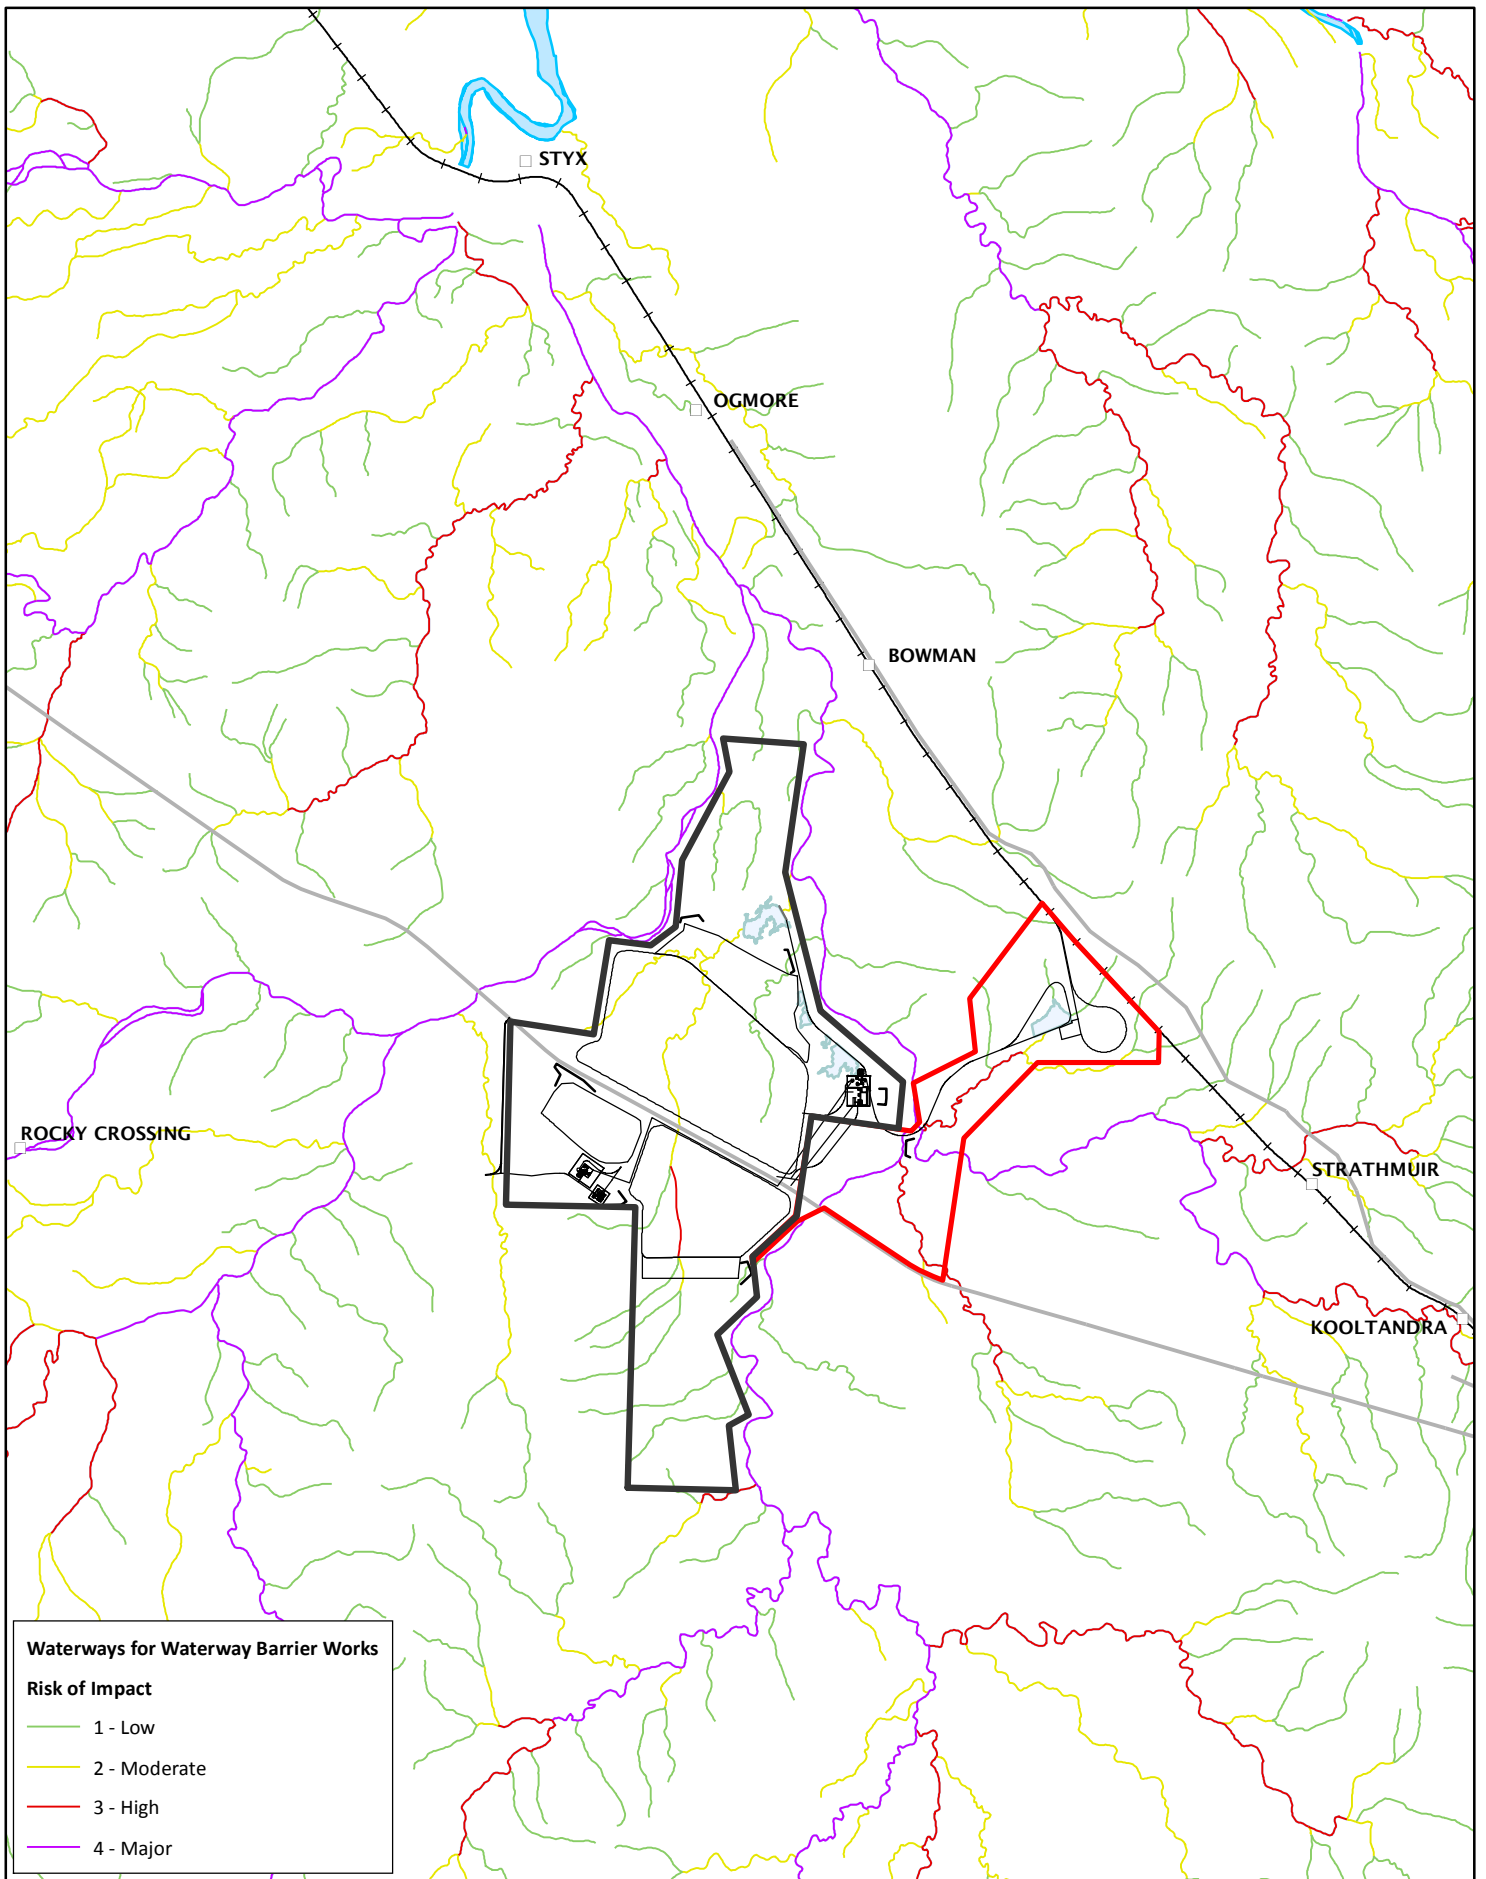 STYX
OGMORE
BOWMAN
ROCKY CROSSING
STRATHMUIR
KOOLTANDRA
Waterways for Waterway Barrier Works
Risk of Impact
1 - Low
2 - Moderate
3 - High
4 - Major